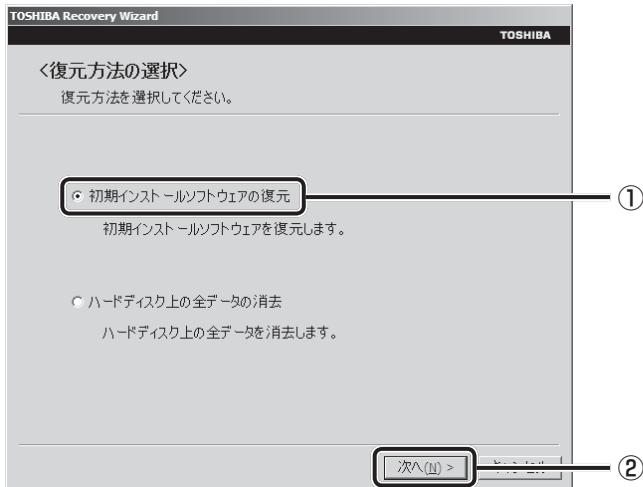 TOSHIBA Recovery Wizard
TOSHIBA
<復元方法の選択>
復元方法を選択してください。
初期インストールソフトウェアの復元
①
初期インストールソフトウェアを復元します。
ハードディスク上の全データの消去
ハードディスク上の全データを消去します。
次へ(N) >
②